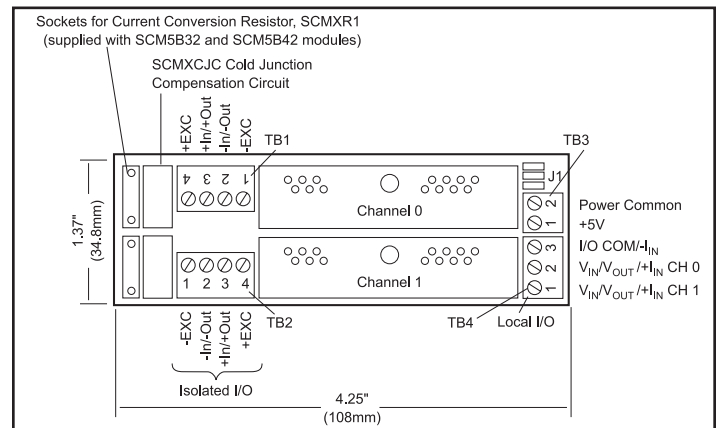 Sockets for Current Conversion Resistor, SCMXR1
(supplied with SCM5B32 and SCM5B42 modules)
SCMXCJC Cold Junction
Compensation Circuit
+EXC
+In/+Out
-In/-Out
-EXC
TB1
TB3
4
3
2
1
J1
Channel 0
2
1
Power Common
+5V
1.37"
(34.8mm)
3
2
1
I/O COM/-IIN
VIN/VOUT/+IIN CH 0
VIN/VOUT/+IIN CH 1
Channel 1
1
2
3
4
TB2
TB4
Local I/O
-EXC
-In/-Out
+In/+Out
+EXC
Isolated I/O
4.25"
(108mm)